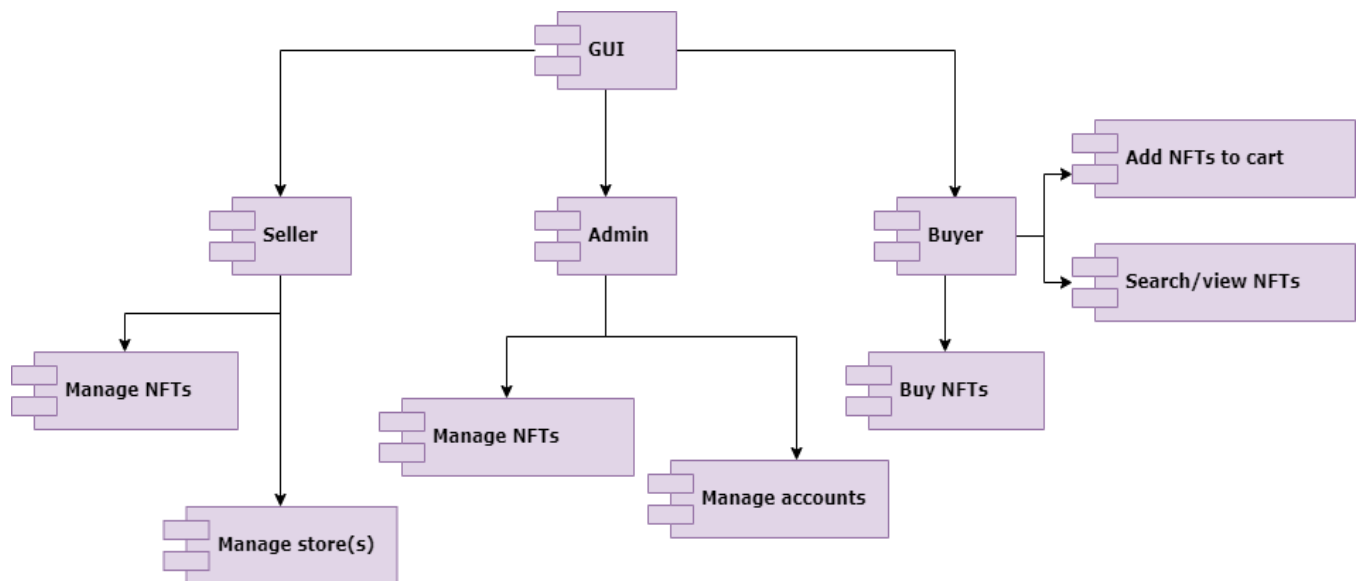 GUI
Add NFTs to cart
Seller
Admin
Buyer
Search/view NFTs
Manage NFTs
Buy NFTs
Manage NFTs
Manage accounts
Manage store(s)